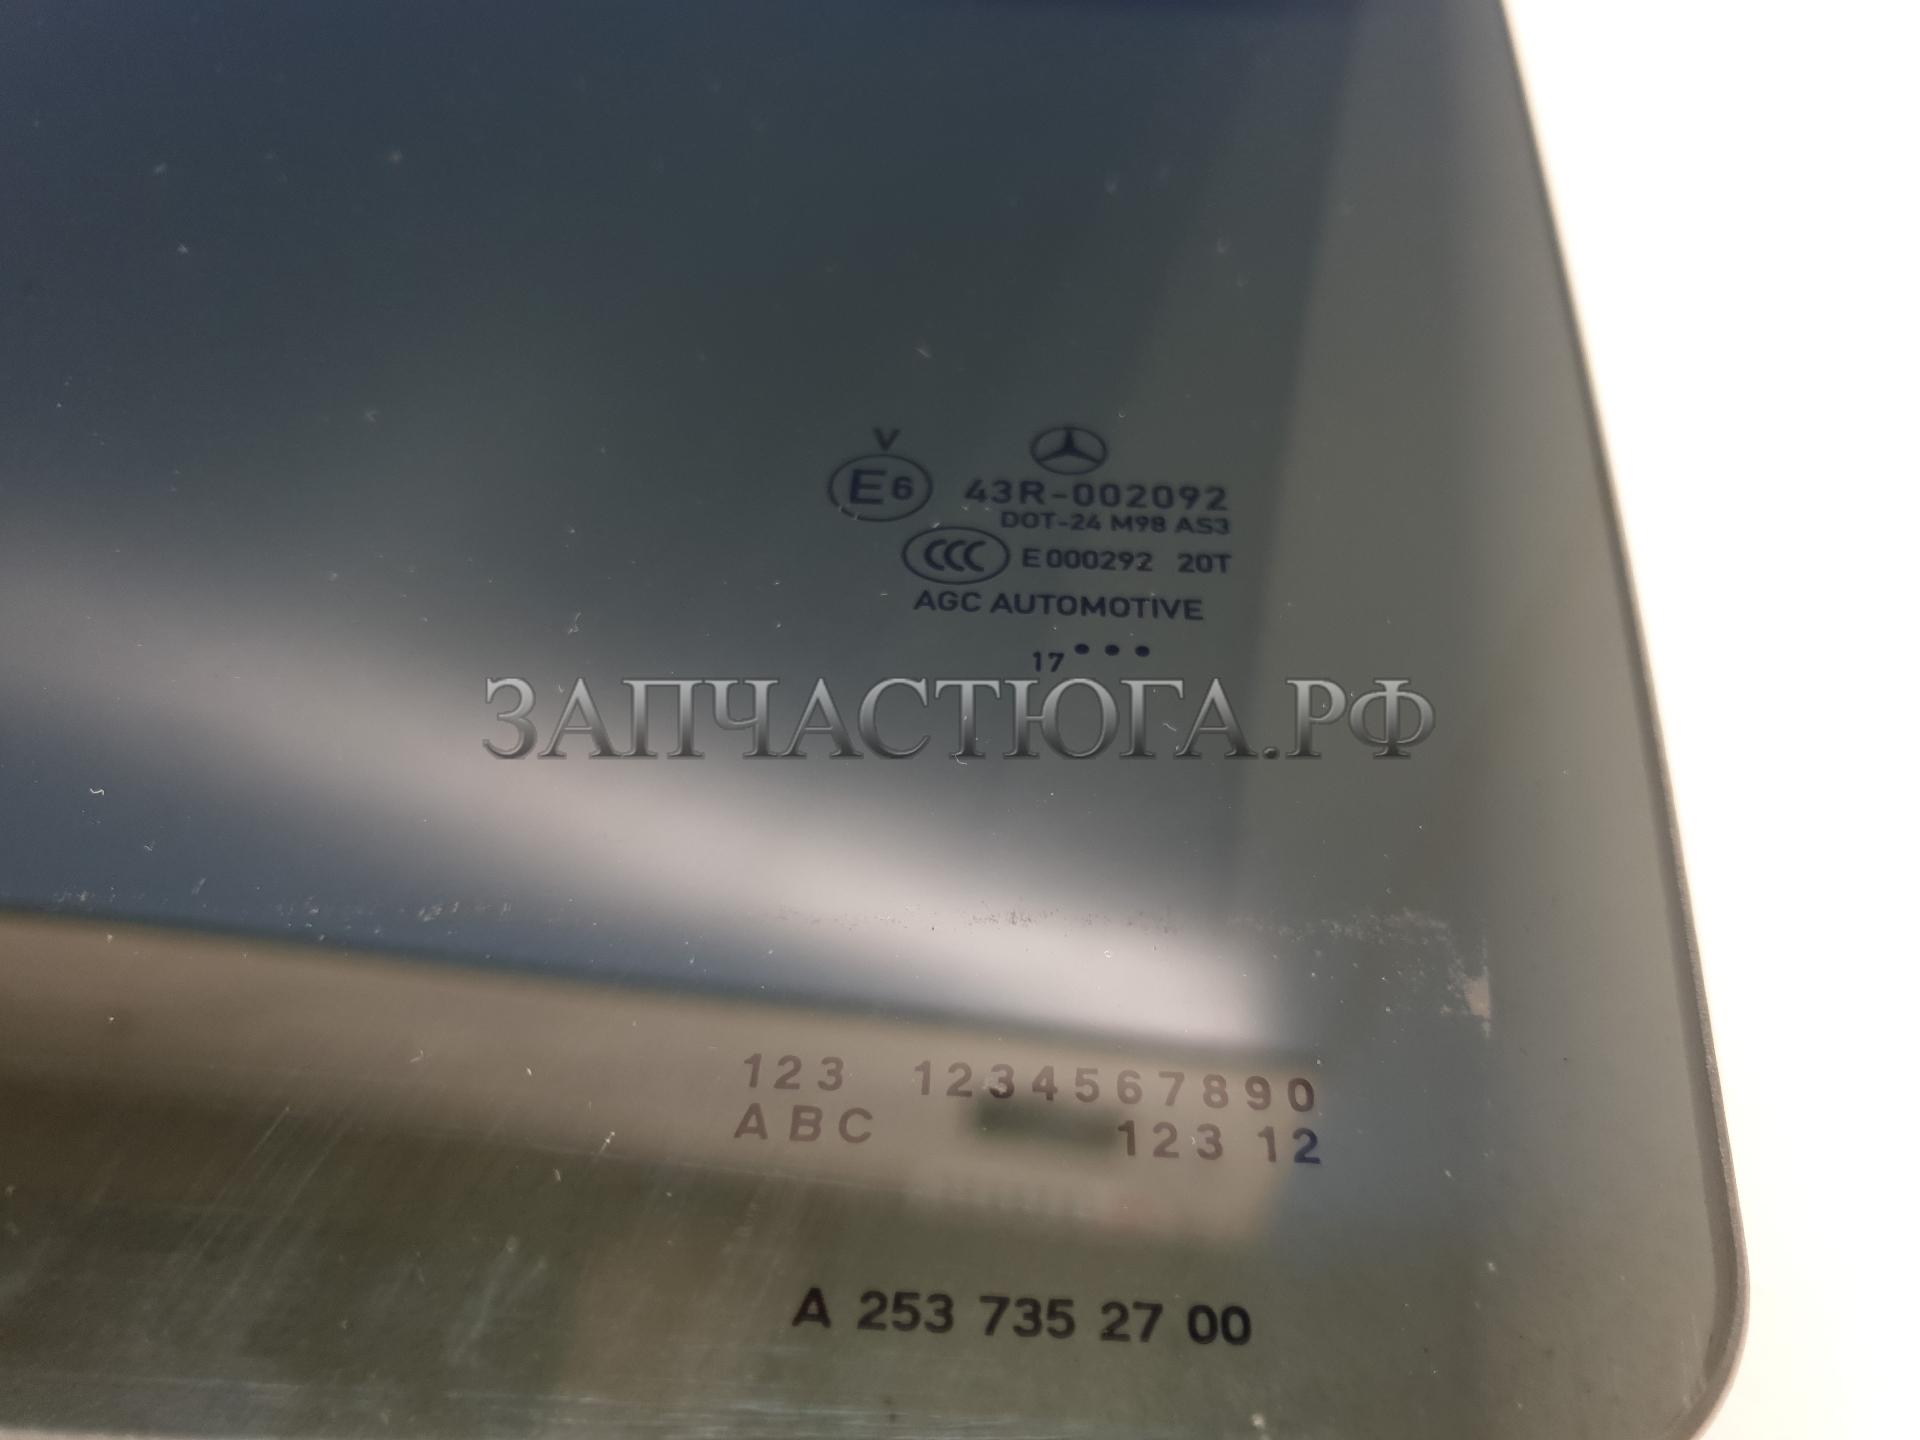 V
E6 43R-002092
DOT-24 M98 AS3
CCC E000292 20T
AGC AUTOMOTIVE
17 •••
ЗАПЧАСТЮГА.РФ
123 1234567890
ABC 123 12
A 253 735 27 00